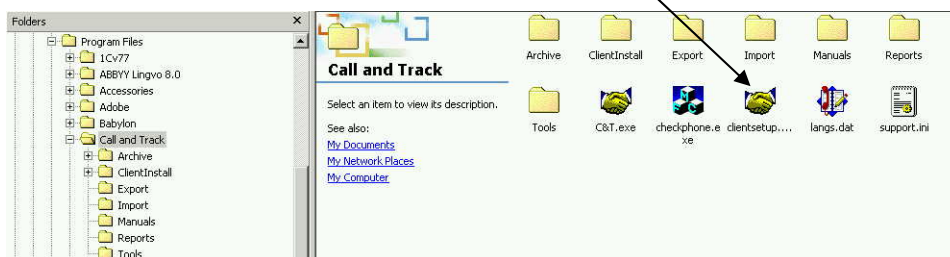 Folders
Program Files
1Cv77
ABBYY Lingvo 8.0
Accessories
Adobe
Babylon
Call and Track
Archive
ClientInstall
Export
Import
Manuals
Reports
Tools
Call and Track
Select an item to view its description.
See also:
My Documents
My Network Places
My Computer
Archive
ClientInstall
Export
Import
Manuals
Reports
Tools
C&T.exe
checkphone.e
xe
clientsetup....
langs.dat
support.ini